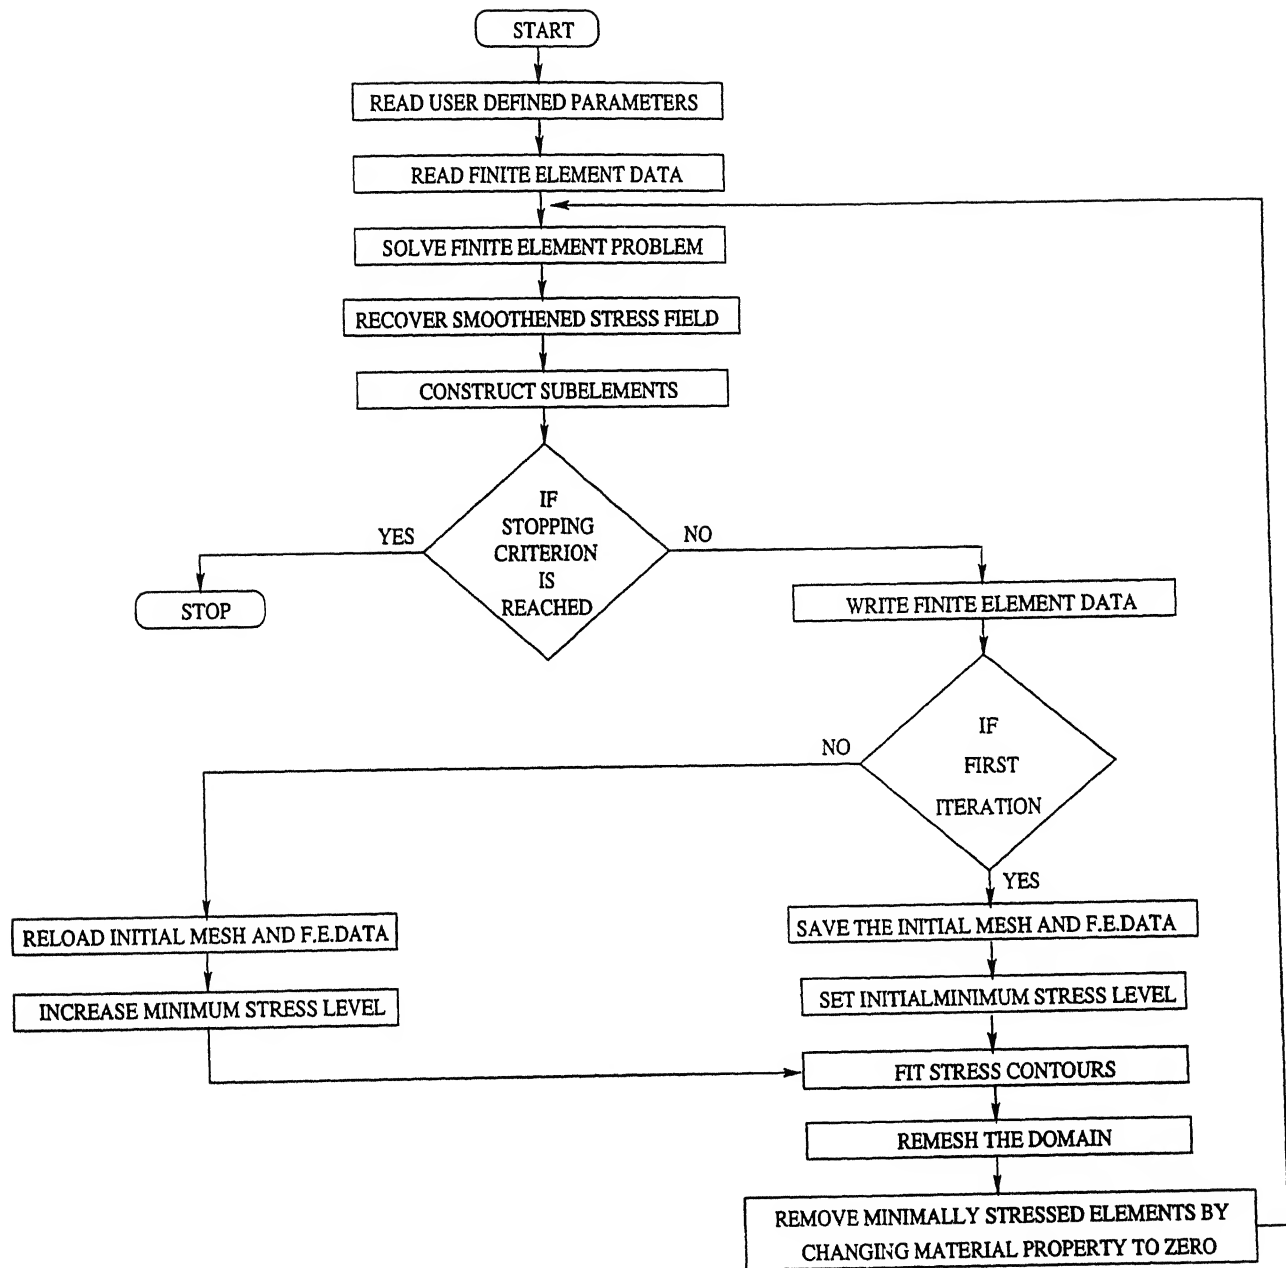 START
READ USER DEFINED PARAMETERS
READ FINITE ELEMENT DATA
SOLVE FINITE ELEMENT PROBLEM
RECOVER SMOOTHENED STRESS FIELD
CONSTRUCT SUBELEMENTS
IF
STOPPING
CRITERION
IS
REACHED
YES
NO
STOP
WRITE FINITE ELEMENT DATA
IF
FIRST
ITERATION
NO
YES
RELOAD INITIAL MESH AND F.E.DATA
INCREASE MINIMUM STRESS LEVEL
SAVE THE INITIAL MESH AND F.E.DATA
SET INITIALMINIMUM STRESS LEVEL
FIT STRESS CONTOURS
REMESH THE DOMAIN
REMOVE MINIMALLY STRESSED ELEMENTS BY
CHANGING MATERIAL PROPERTY TO ZERO